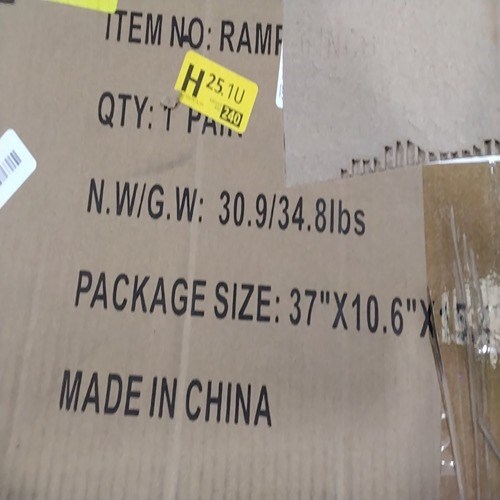 ITEM NO: RAMP
H 25.1U
240
QTY: 1 PAIR
N.W/G.W: 30.9/34.8lbs
PACKAGE SIZE: 37"X10.6"X
MADE IN CHINA